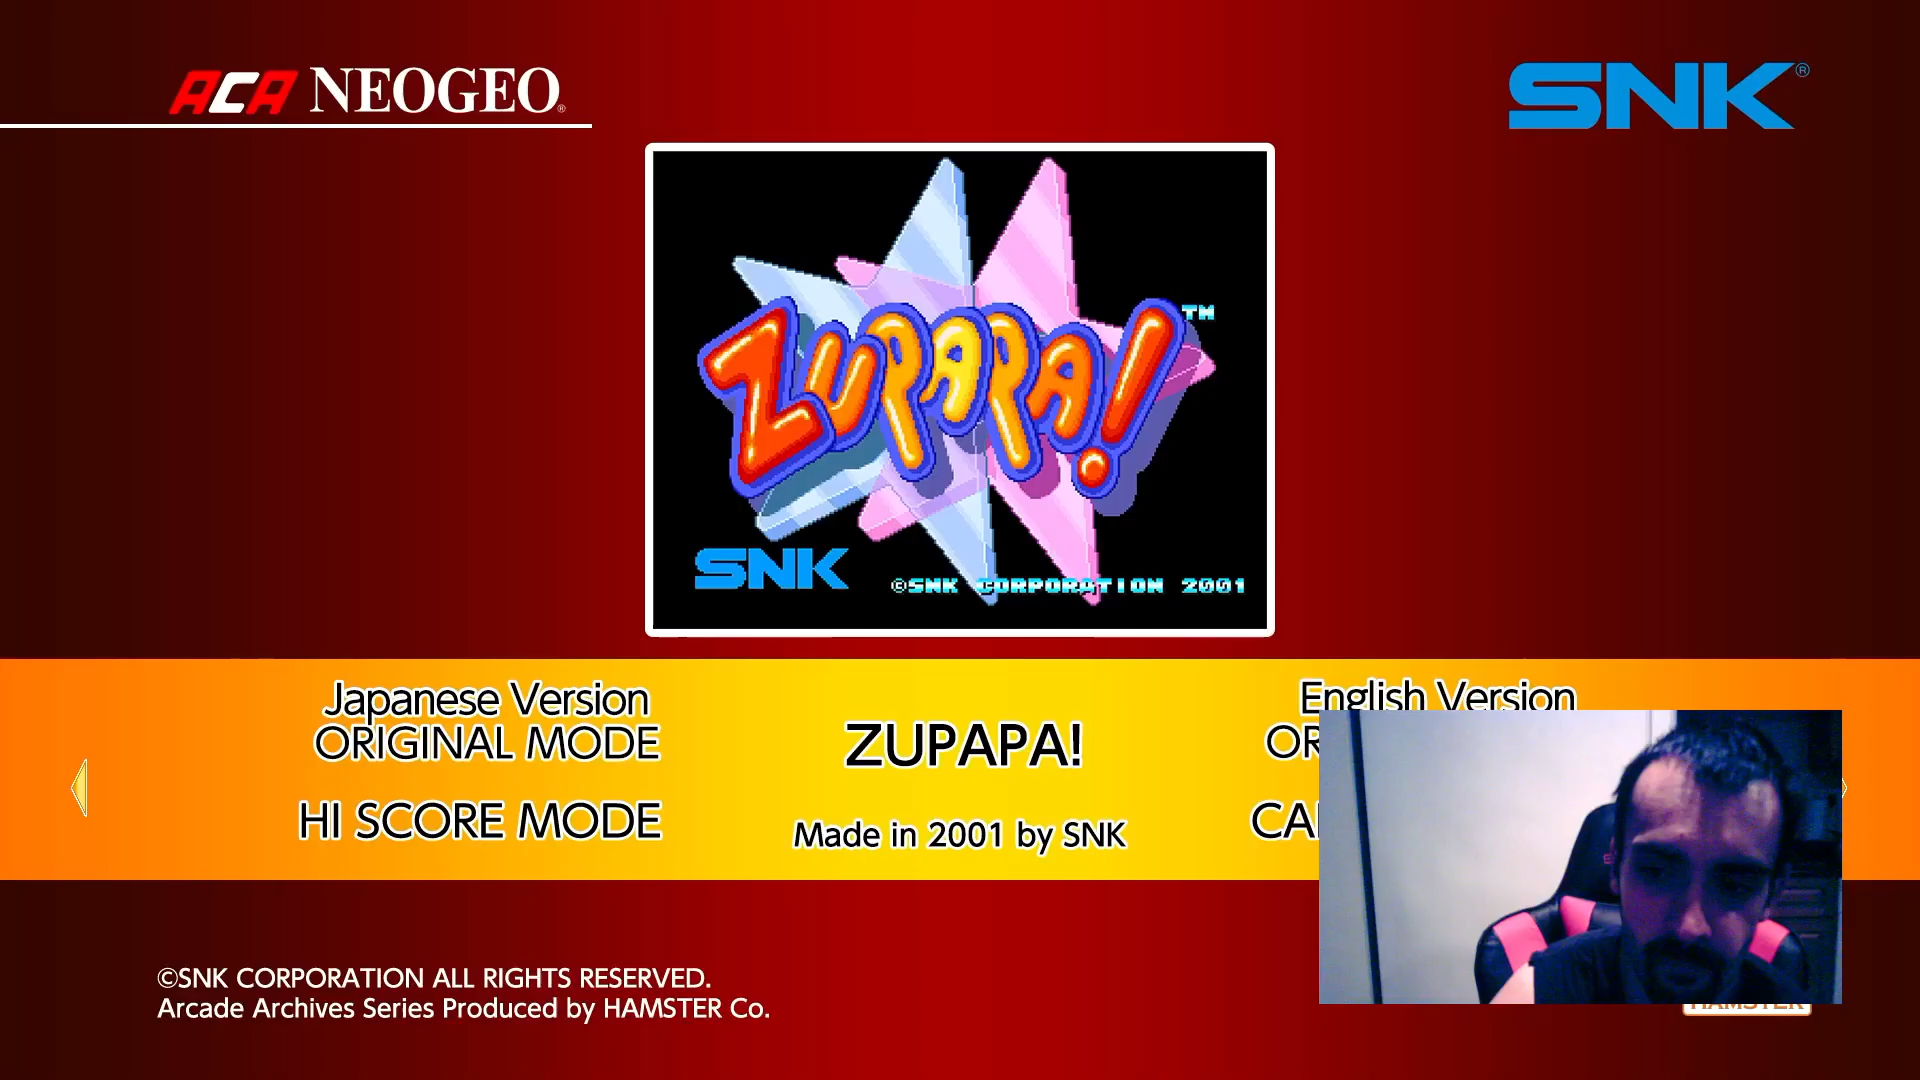 ACA NEOGEO®
SNK®
ZUPAPA!
TM
SNK
©SNK CORPORATION 2001
Japanese Version
ORIGINAL MODE
HI SCORE MODE
ZUPAPA!
Made in 2001 by SNK
English Version
©SNK CORPORATION ALL RIGHTS RESERVED.
Arcade Archives Series Produced by HAMSTER Co.
HAMSTER